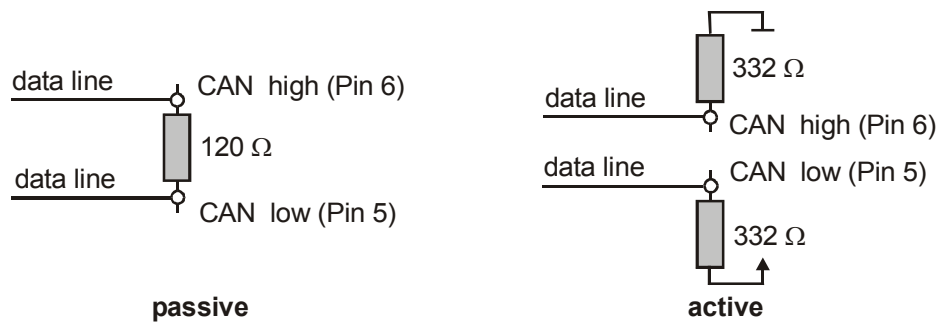 data line
CAN high (Pin 6)
120 Ω
data line
CAN low (Pin 5)
passive
332 Ω
data line
CAN high (Pin 6)
data line
CAN low (Pin 5)
332 Ω
active